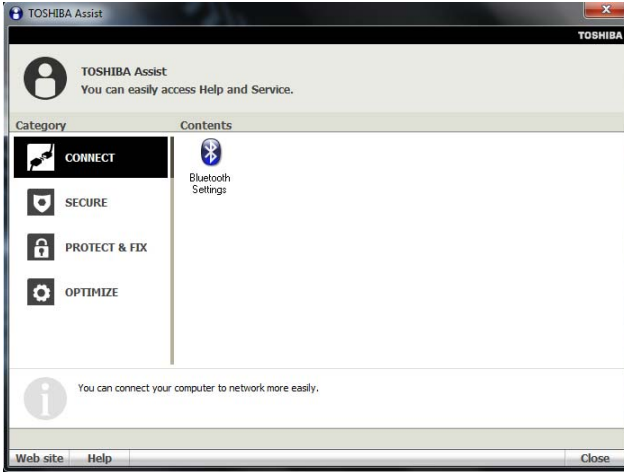 TOSHIBA Assist
TOSHIBA
TOSHIBA Assist
You can easily access Help and Service.
Category
Contents
CONNECT
SECURE
PROTECT & FIX
OPTIMIZE
Bluetooth
Settings
You can connect your computer to network more easily.
Web site Help Close